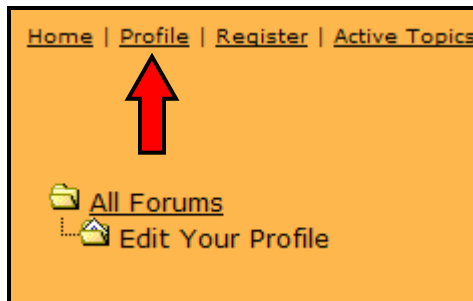 Home | Profile | Register | Active Topics
All Forums
Edit Your Profile